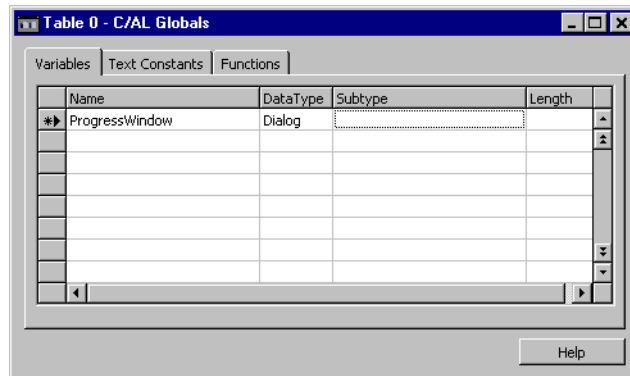 Table 0 - C/AL Globals
Variables Text Constants Functions
Name DataType Subtype Length
ProgressWindow Dialog
Help